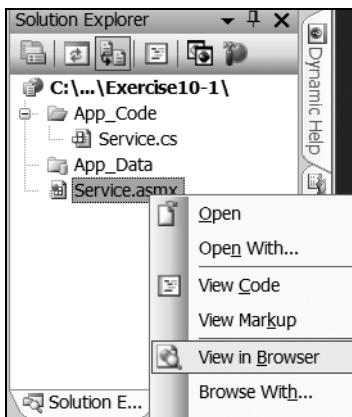 Solution Explorer
Dynamic Help
C:\...\Exercise10-1\
App_Code
Service.cs
App_Data
Service.asmx
Open
Open With...
View Code
View Markup
View in Browser
Browse With...
Solution E...